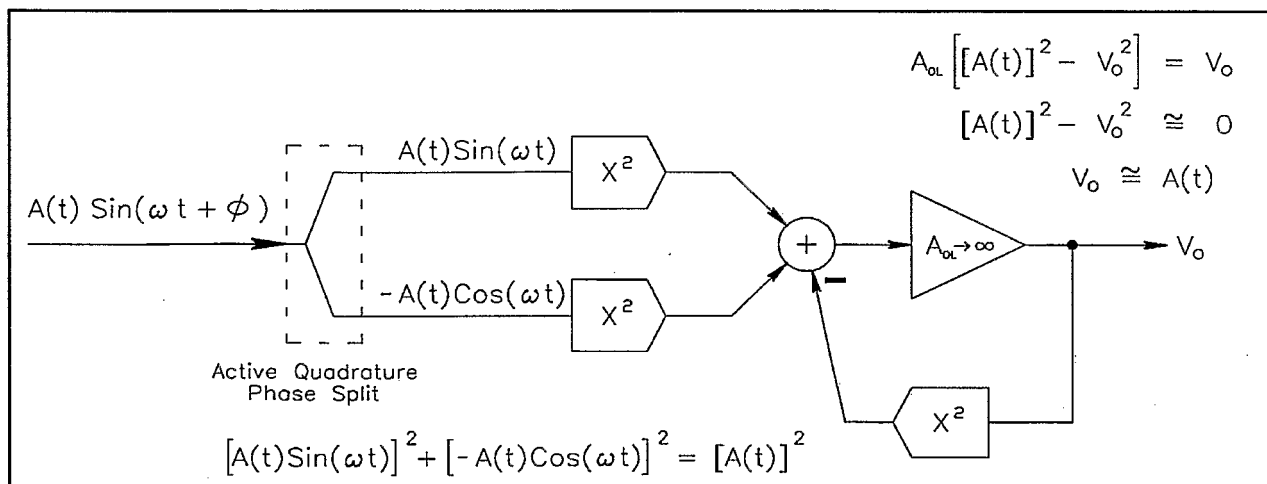 A_OL [[A(t)]² − V_O²] = V_O
[A(t)]² − V_O² ≅ 0
V_O ≅ A(t)
A(t) Sin(ωt + ϕ)
A(t)Sin(ωt)
X²
-A(t)Cos(ωt)
X²
+
−
A_OL→∞
V_O
X²
Active Quadrature
Phase Split
[A(t)Sin(ωt)]² + [-A(t)Cos(ωt)]² = [A(t)]²